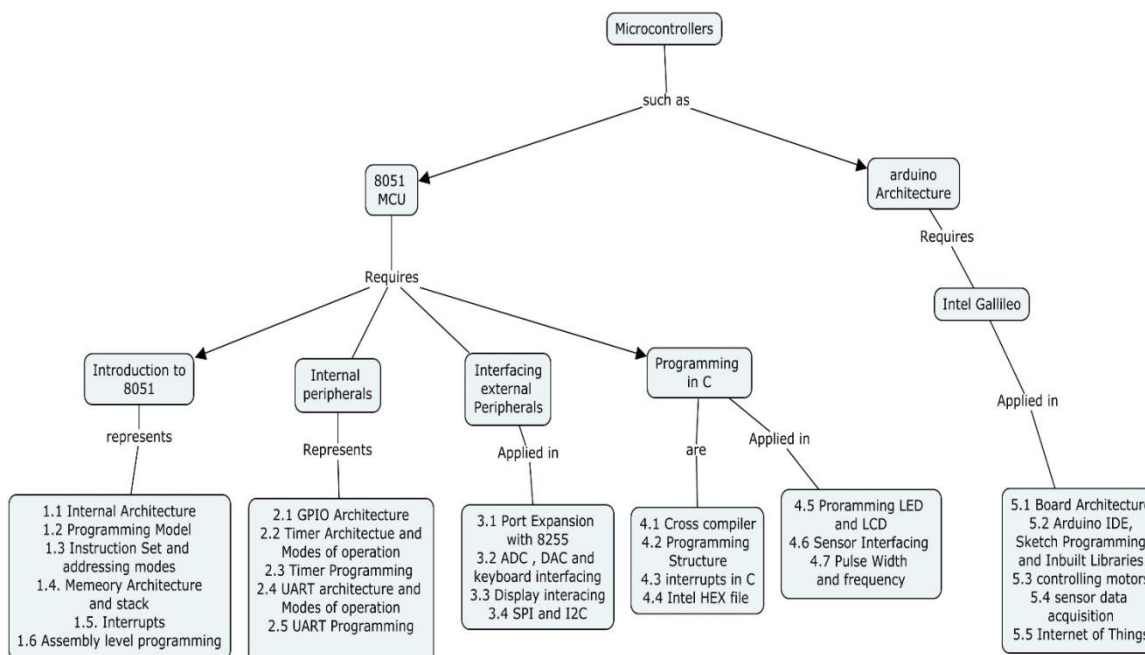 Microcontrollers
such as
8051
MCU
arduino
Architecture
Requires
Requires
Intel Gallileo
Introduction to
8051
Internal
peripherals
Interfacing
external
Peripherals
Programming
in C
Applied in
represents
Represents
Applied in
are
Applied in
1.1 Internal Architecture
1.2 Programming Model
1.3 Instruction Set and
addressing modes
1.4. Memeory Architecture
and stack
1.5. Interrupts
1.6 Assembly level programming
2.1 GPIO Architecture
2.2 Timer Architectue and
Modes of operation
2.3 Timer Programming
2.4 UART architecture and
Modes of operation
2.5 UART Programming
3.1 Port Expansion
with 8255
3.2 ADC , DAC and
keyboard interfacing
3.3 Display interacing
3.4 SPI and I2C
4.1 Cross compiler
4.2 Programming
Structure
4.3 interrupts in C
4.4 Intel HEX file
4.5 Proramming LED
and LCD
4.6 Sensor Interfacing
4.7 Pulse Width
and frequency
5.1 Board Architecture
5.2 Arduino IDE,
Sketch Programming
and Inbuilt Libraries
5.3 controlling motors
5.4 sensor data
acquisition
5.5 Internet of Things